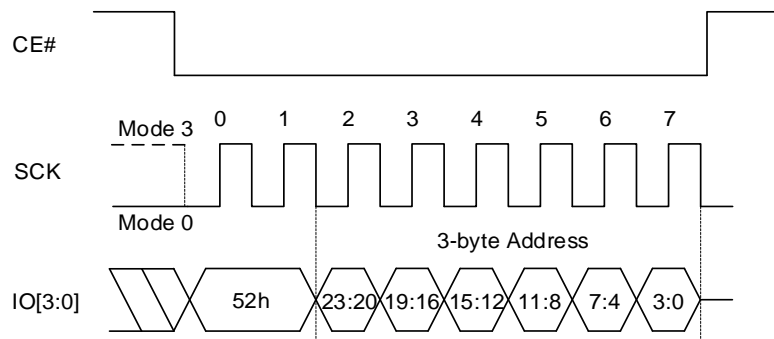 CE#
Mode 3 0 1 2 3 4 5 6 7
SCK
Mode 0
3-byte Address
IO[3:0] 52h 23:20 19:16 15:12 11:8 7:4 3:0